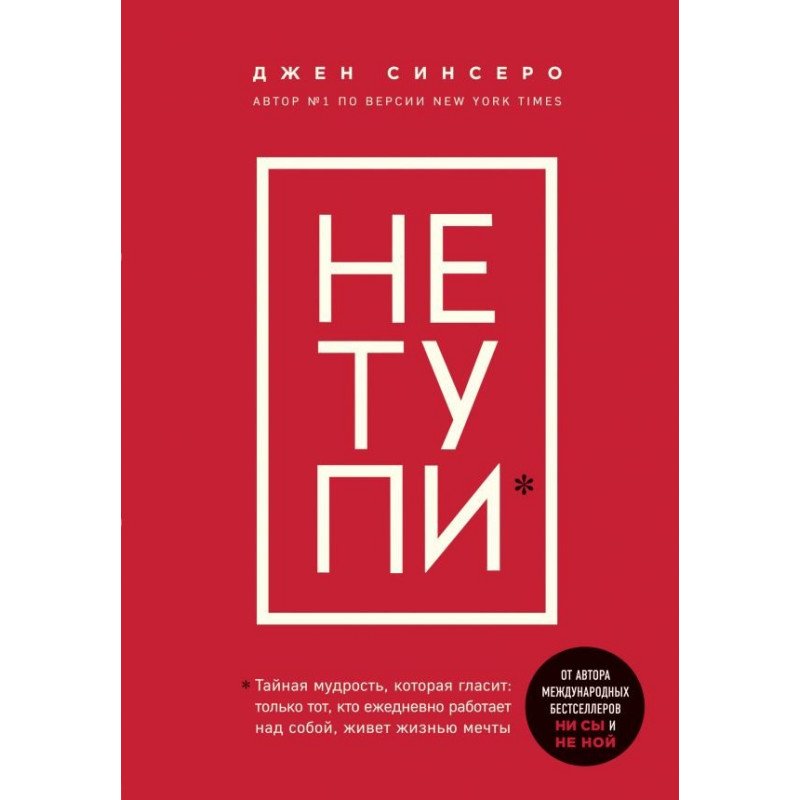 ДЖЕН СИНСЕРО
АВТОР №1 ПО ВЕРСИИ NEW YORK TIMES
НЕ
ТУ
ПИ*
* Тайная мудрость, которая гласит:
только тот, кто ежедневно работает
над собой, живет жизнью мечты
ОТ АВТОРА
МЕЖДУНАРОДНЫХ
БЕСТСЕЛЛЕРОВ
НИ СЫ И
НЕ НОЙ